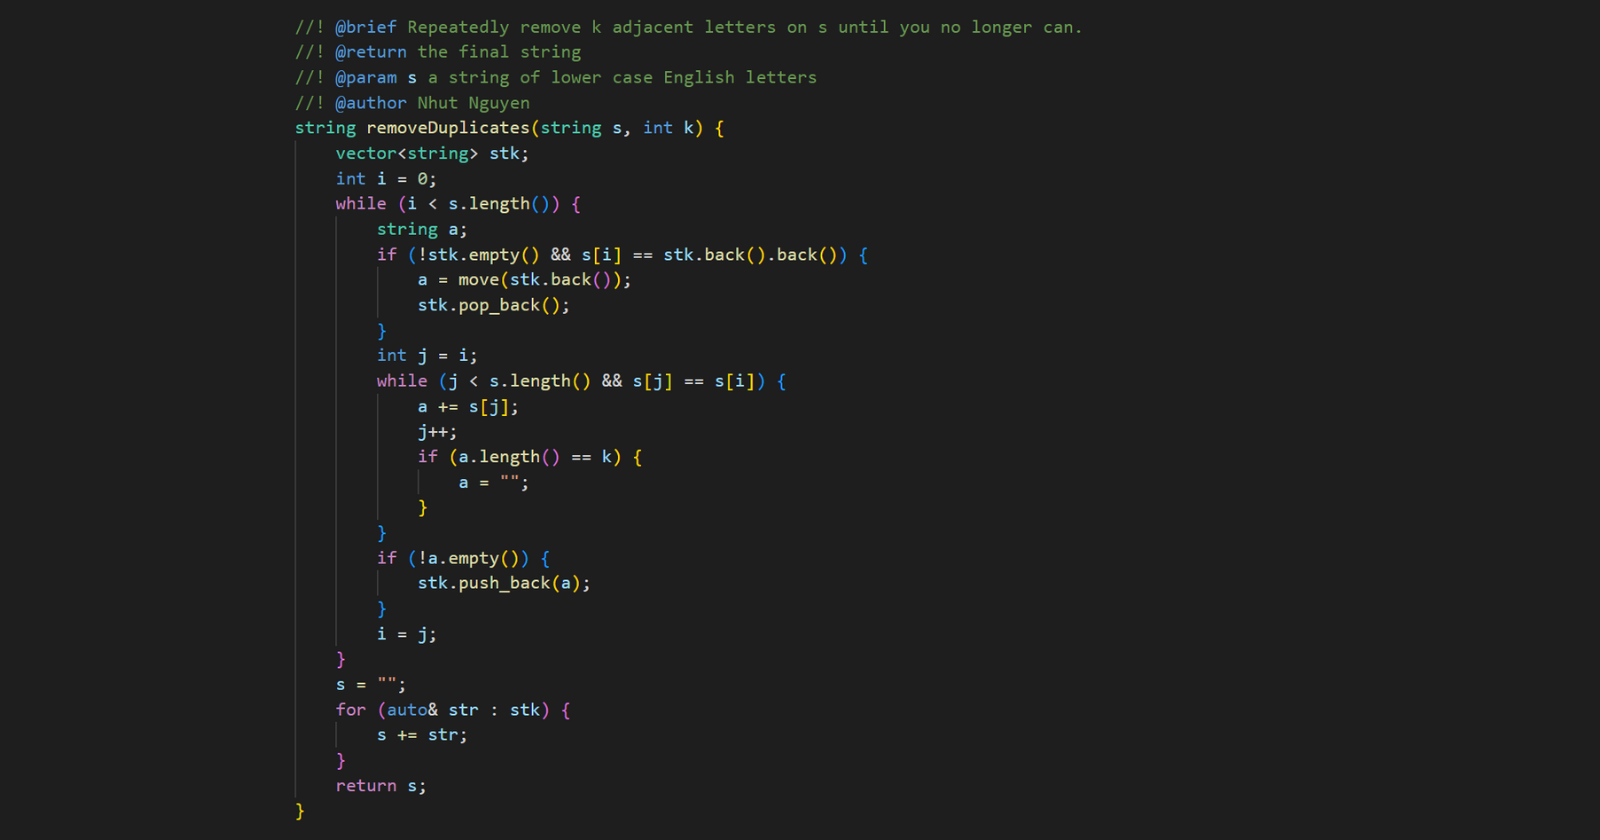 //! @brief Repeatedly remove k adjacent letters on s until you no longer can.
//! @return the final string
//! @param s a string of lower case English letters
//! @author Nhut Nguyen
string removeDuplicates(string s, int k) {
    vector<string> stk;
    int i = 0;
    while (i < s.length()) {
        string a;
        if (!stk.empty() && s[i] == stk.back().back()) {
            a = move(stk.back());
            stk.pop_back();
        }
        int j = i;
        while (j < s.length() && s[j] == s[i]) {
            a += s[j];
            j++;
            if (a.length() == k) {
                a = "";
            }
        }
        if (!a.empty()) {
            stk.push_back(a);
        }
        i = j;
    }
    s = "";
    for (auto& str : stk) {
        s += str;
    }
    return s;
}